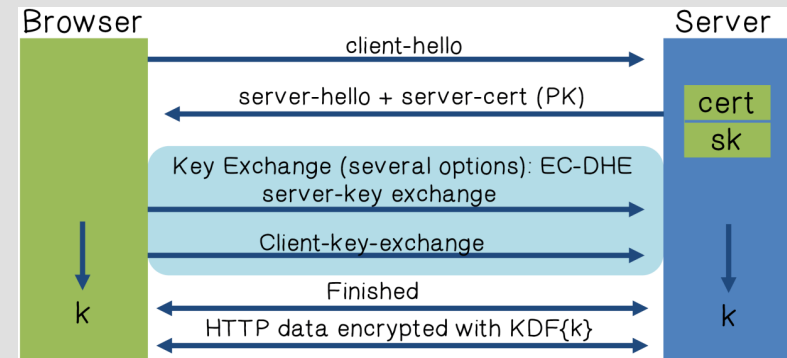 Browser
Server
client-hello
server-hello + server-cert (PK)
cert
sk
Key Exchange (several options): EC-DHE
server-key exchange
Client-key-exchange
Finished
k
k
HTTP data encrypted with KDF{k}